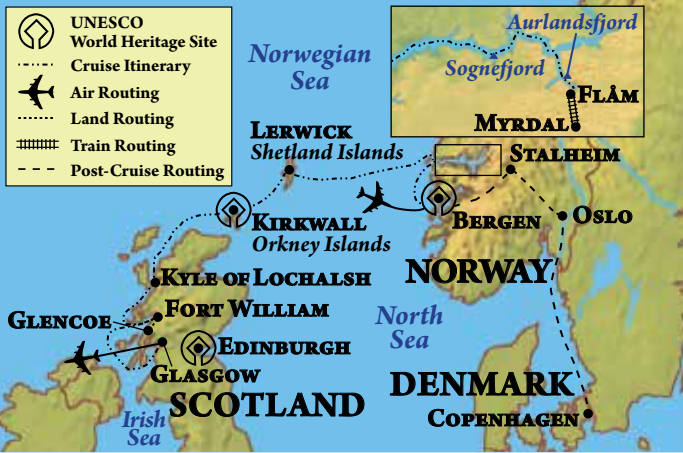 UNESCO
World Heritage Site
Cruise Itinerary
Air Routing
Land Routing
Train Routing
Post-Cruise Routing
Norwegian
Sea
Aurlandsfjord
Sognefjord
FLÅM
MYRDAL
LERWICK
Shetland Islands
STALHEIM
KIRKWALL
Orkney Islands
BERGEN
OSLO
KYLE OF LOCHALSH
NORWAY
FORT WILLIAM
GLENCOE
North
Sea
EDINBURGH
GLASGOW
DENMARK
SCOTLAND
COPENHAGEN
Irish
Sea